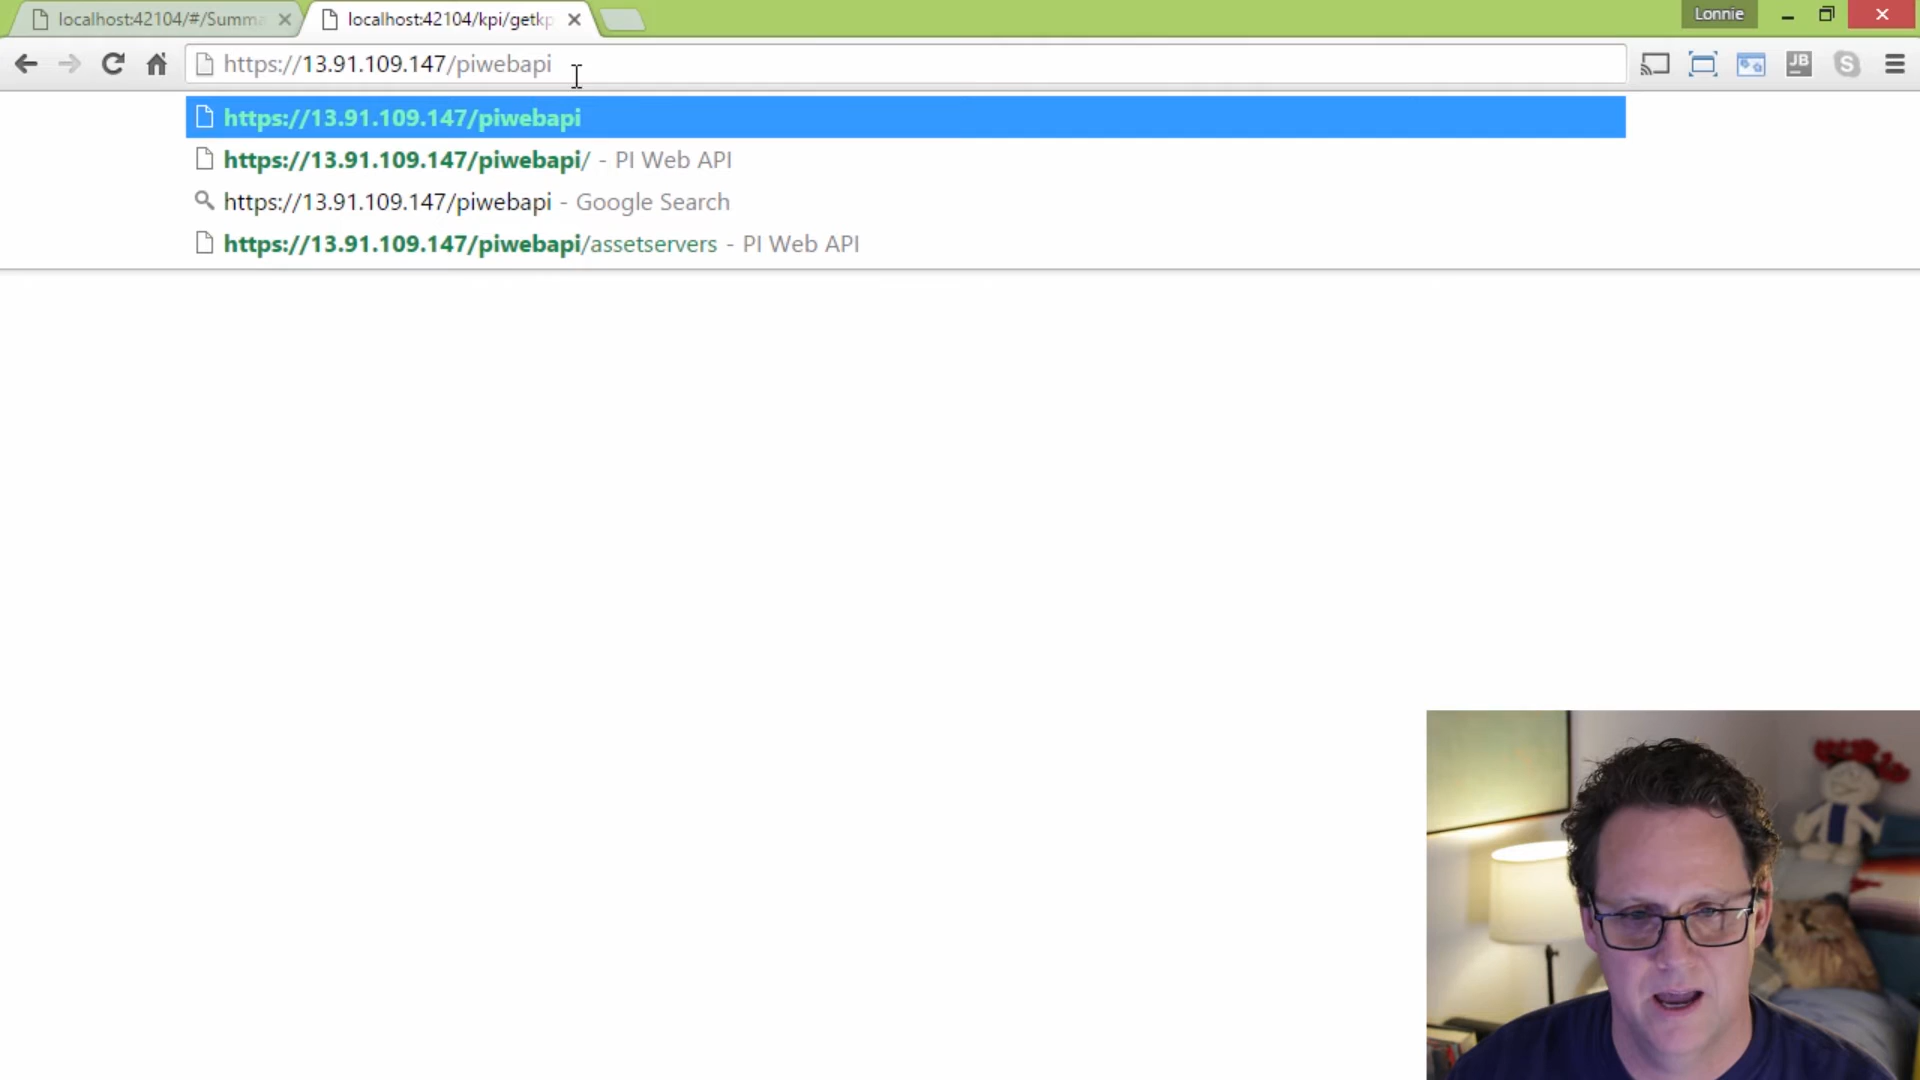 localhost:42104/#/Summa
localhost:42104/kpi/getkp
Lonnie
https://13.91.109.147/piwebapi
JB
https://13.91.109.147/piwebapi
https://13.91.109.147/piwebapi/ - PI Web API
https://13.91.109.147/piwebapi - Google Search
https://13.91.109.147/piwebapi/assetservers - PI Web API